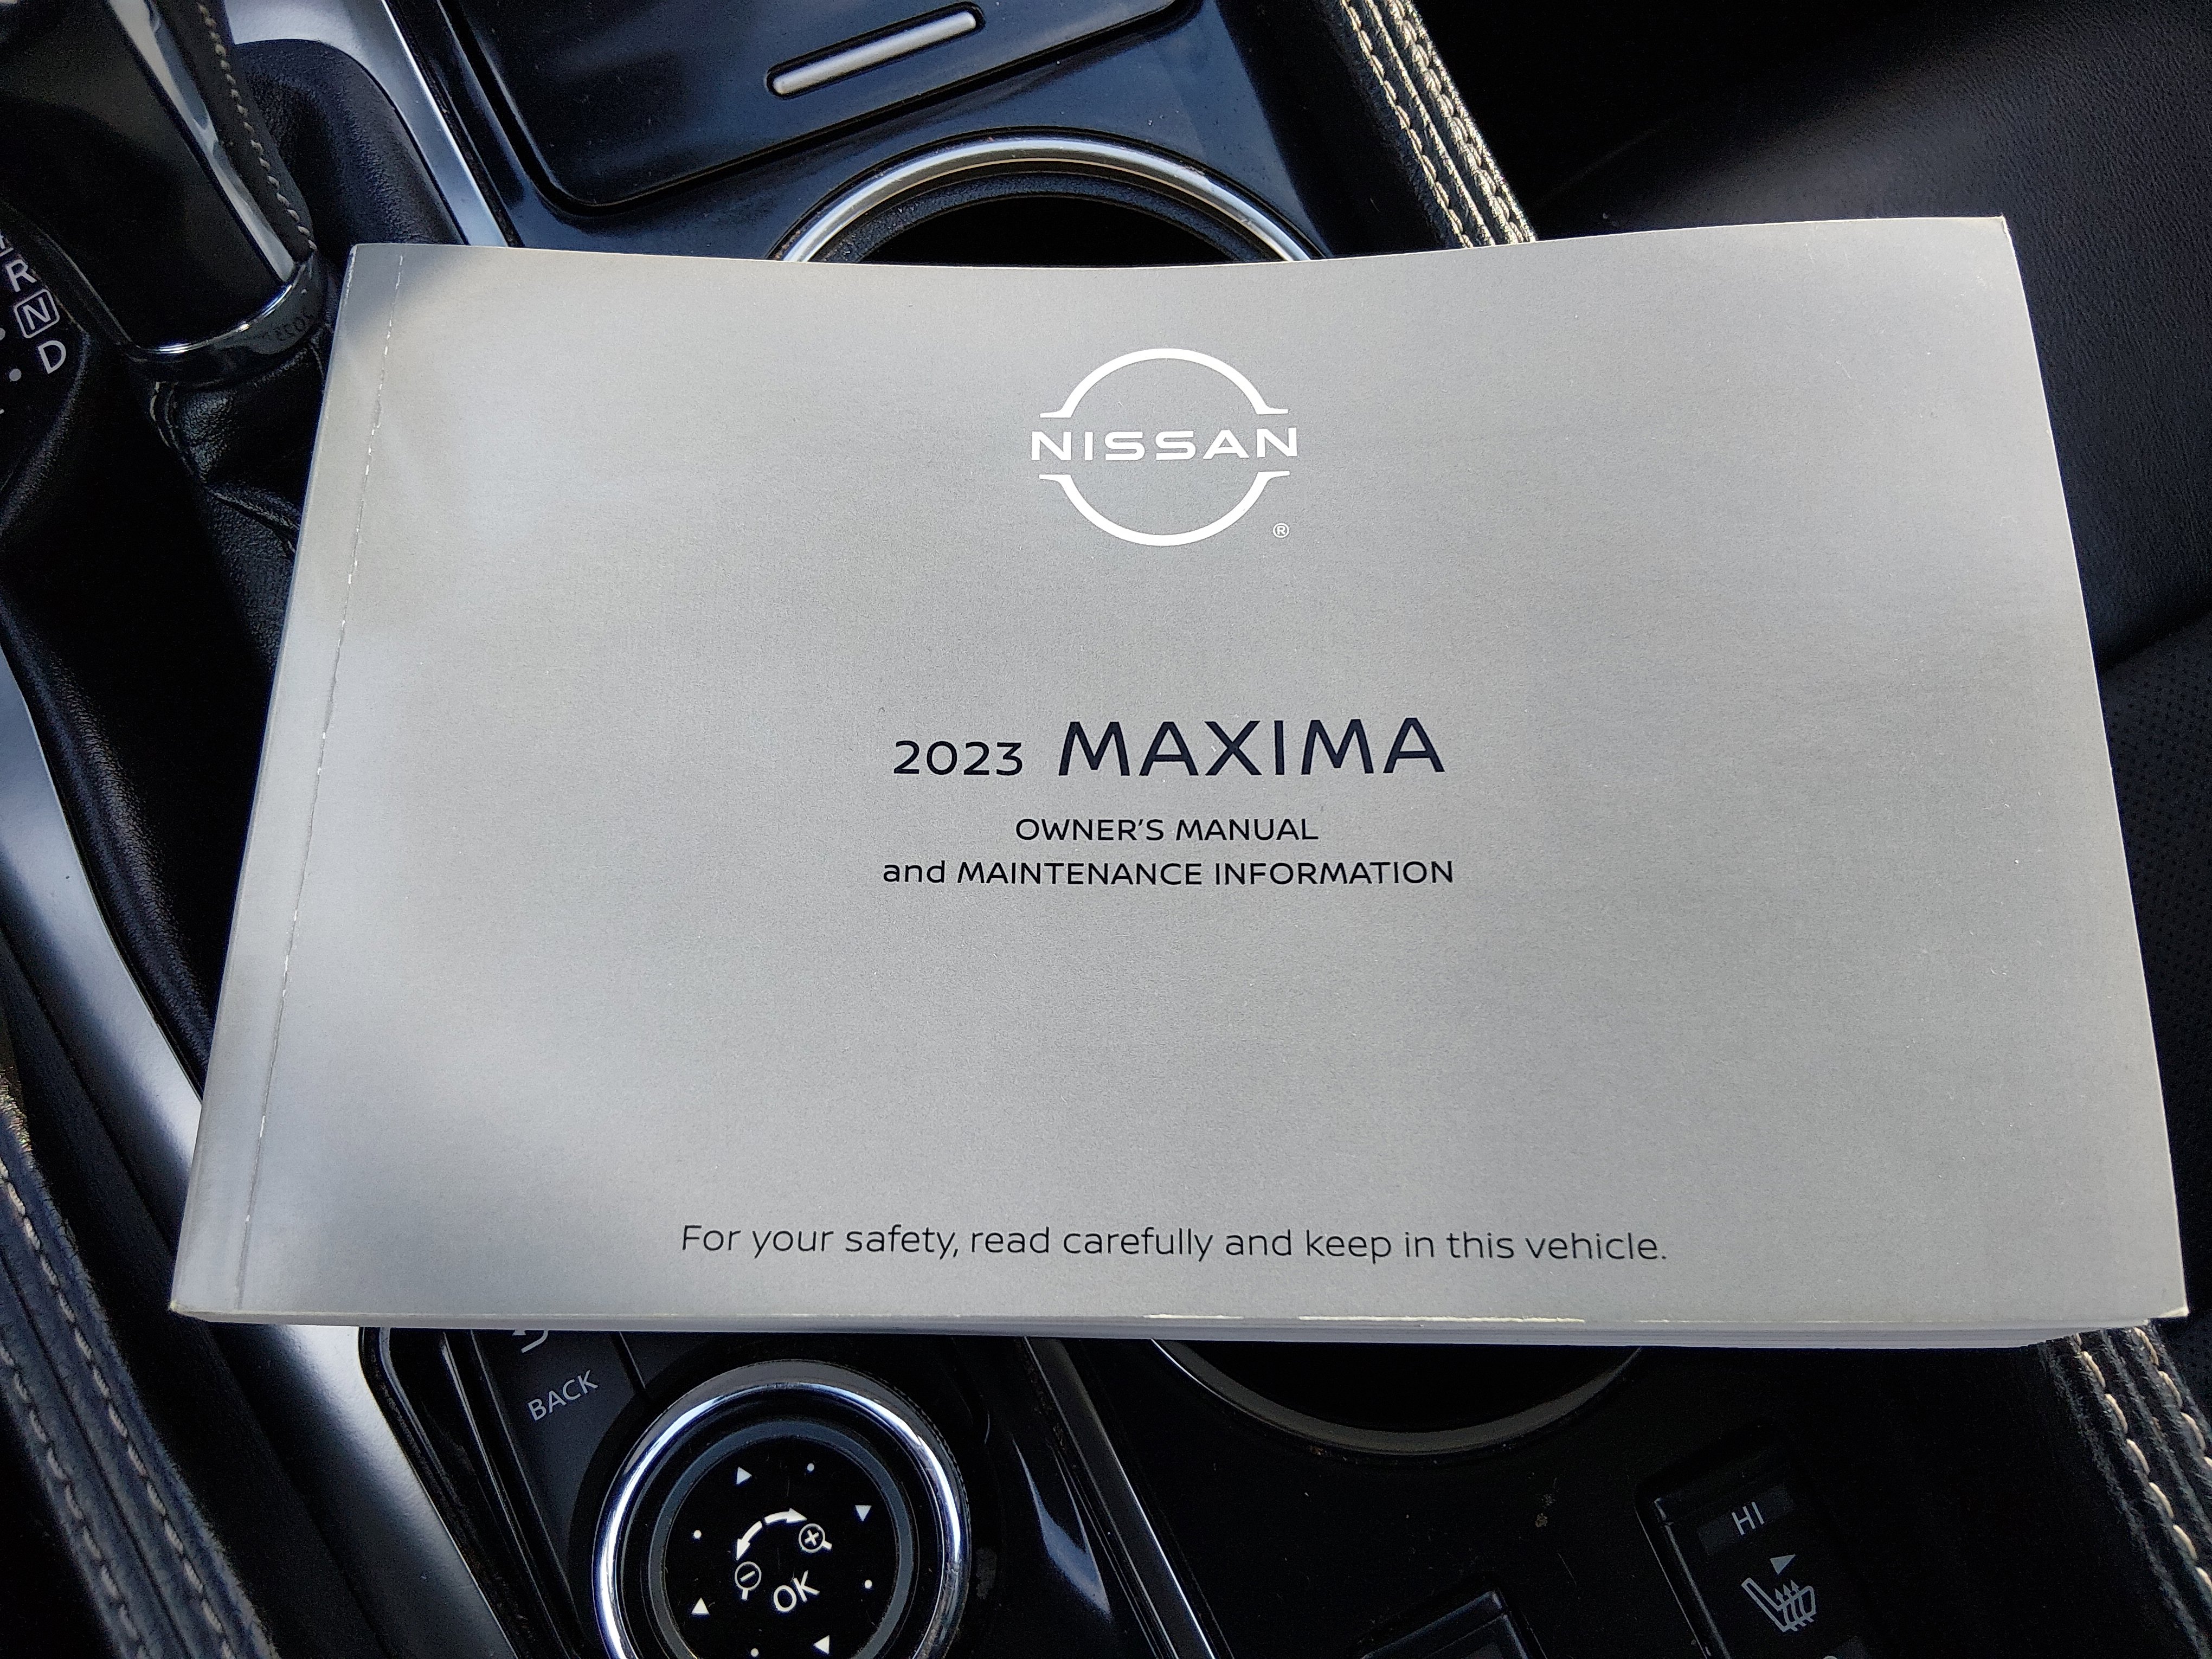 R
N
D
NISSAN
®
2023 MAXIMA
OWNER'S MANUAL
and MAINTENANCE INFORMATION
For your safety, read carefully and keep in this vehicle.
BACK
OK
HI